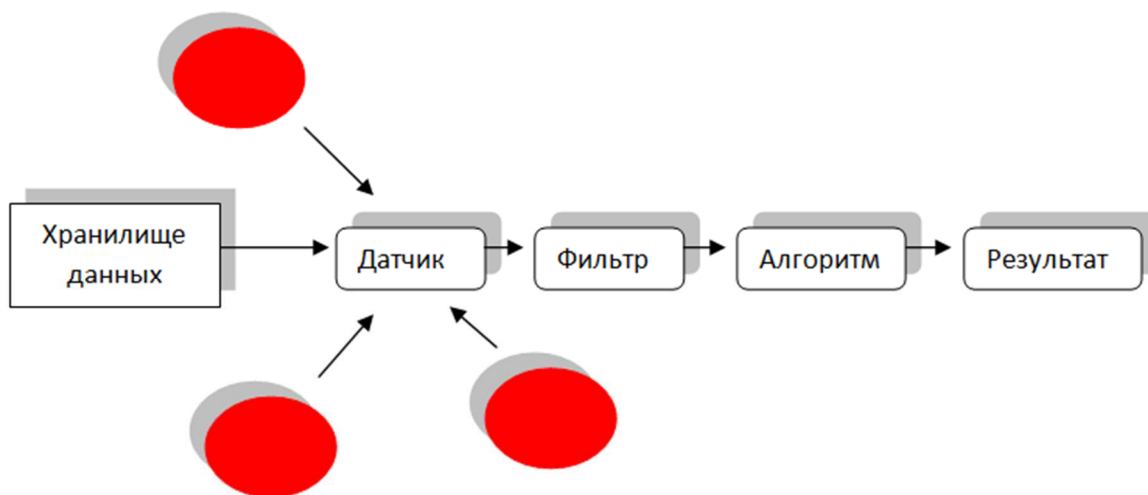 Хранилище
данных
Датчик
Фильтр
Алгоритм
Результат